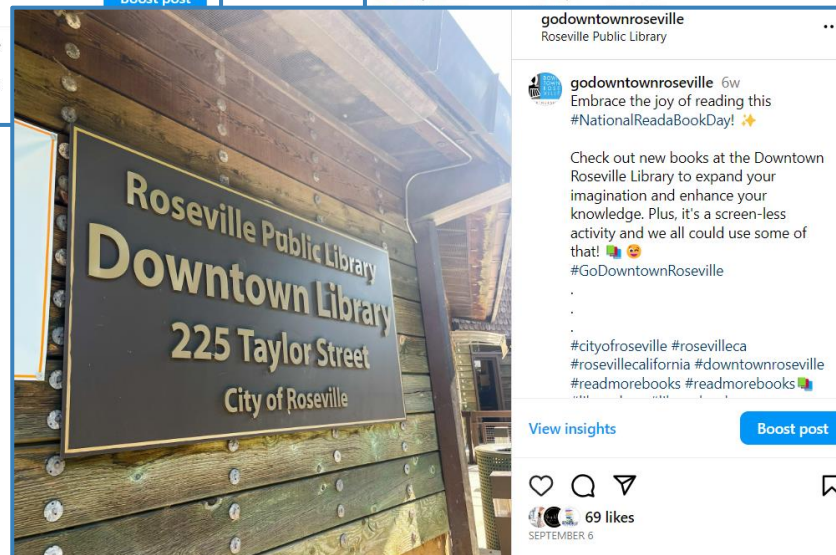 Boost post
Roseville Public Library
Downtown Library
225 Taylor Street
City of Roseville
godowntownroseville
Roseville Public Library
godowntownroseville 6w
Embrace the joy of reading this
#NationalReadaBookDay! ✨
Check out new books at the Downtown
Roseville Library to expand your
imagination and enhance your
knowledge. Plus, it's a screen-less
activity and we all could use some of
that! 📚 😄
#GoDowntownRoseville
.
.
.
#cityofroseville #rosevilleca
#rosevillecalifornia #downtownroseville
#readmorebooks #readmorebooks📚
View insights
Boost post
69 likes
SEPTEMBER 6